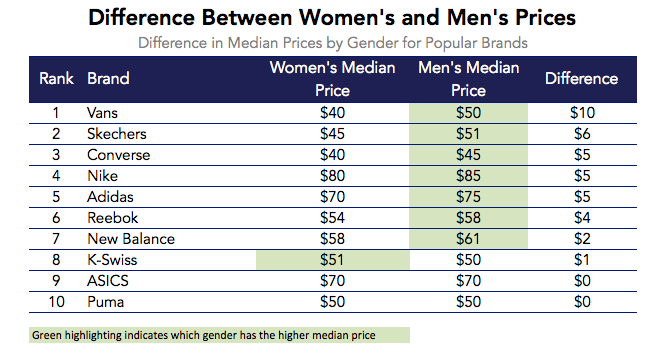 Difference Between Women's and Men's Prices
Difference in Median Prices by Gender for Popular Brands
Rank Brand Women's Median Price Men's Median Price Difference
1 Vans $40 $50 $10
2 Skechers $45 $51 $6
3 Converse $40 $45 $5
4 Nike $80 $85 $5
5 Adidas $70 $75 $5
6 Reebok $54 $58 $4
7 New Balance $58 $61 $2
8 K-Swiss $51 $50 $1
9 ASICS $70 $70 $0
10 Puma $50 $50 $0
Green highlighting indicates which gender has the higher median price